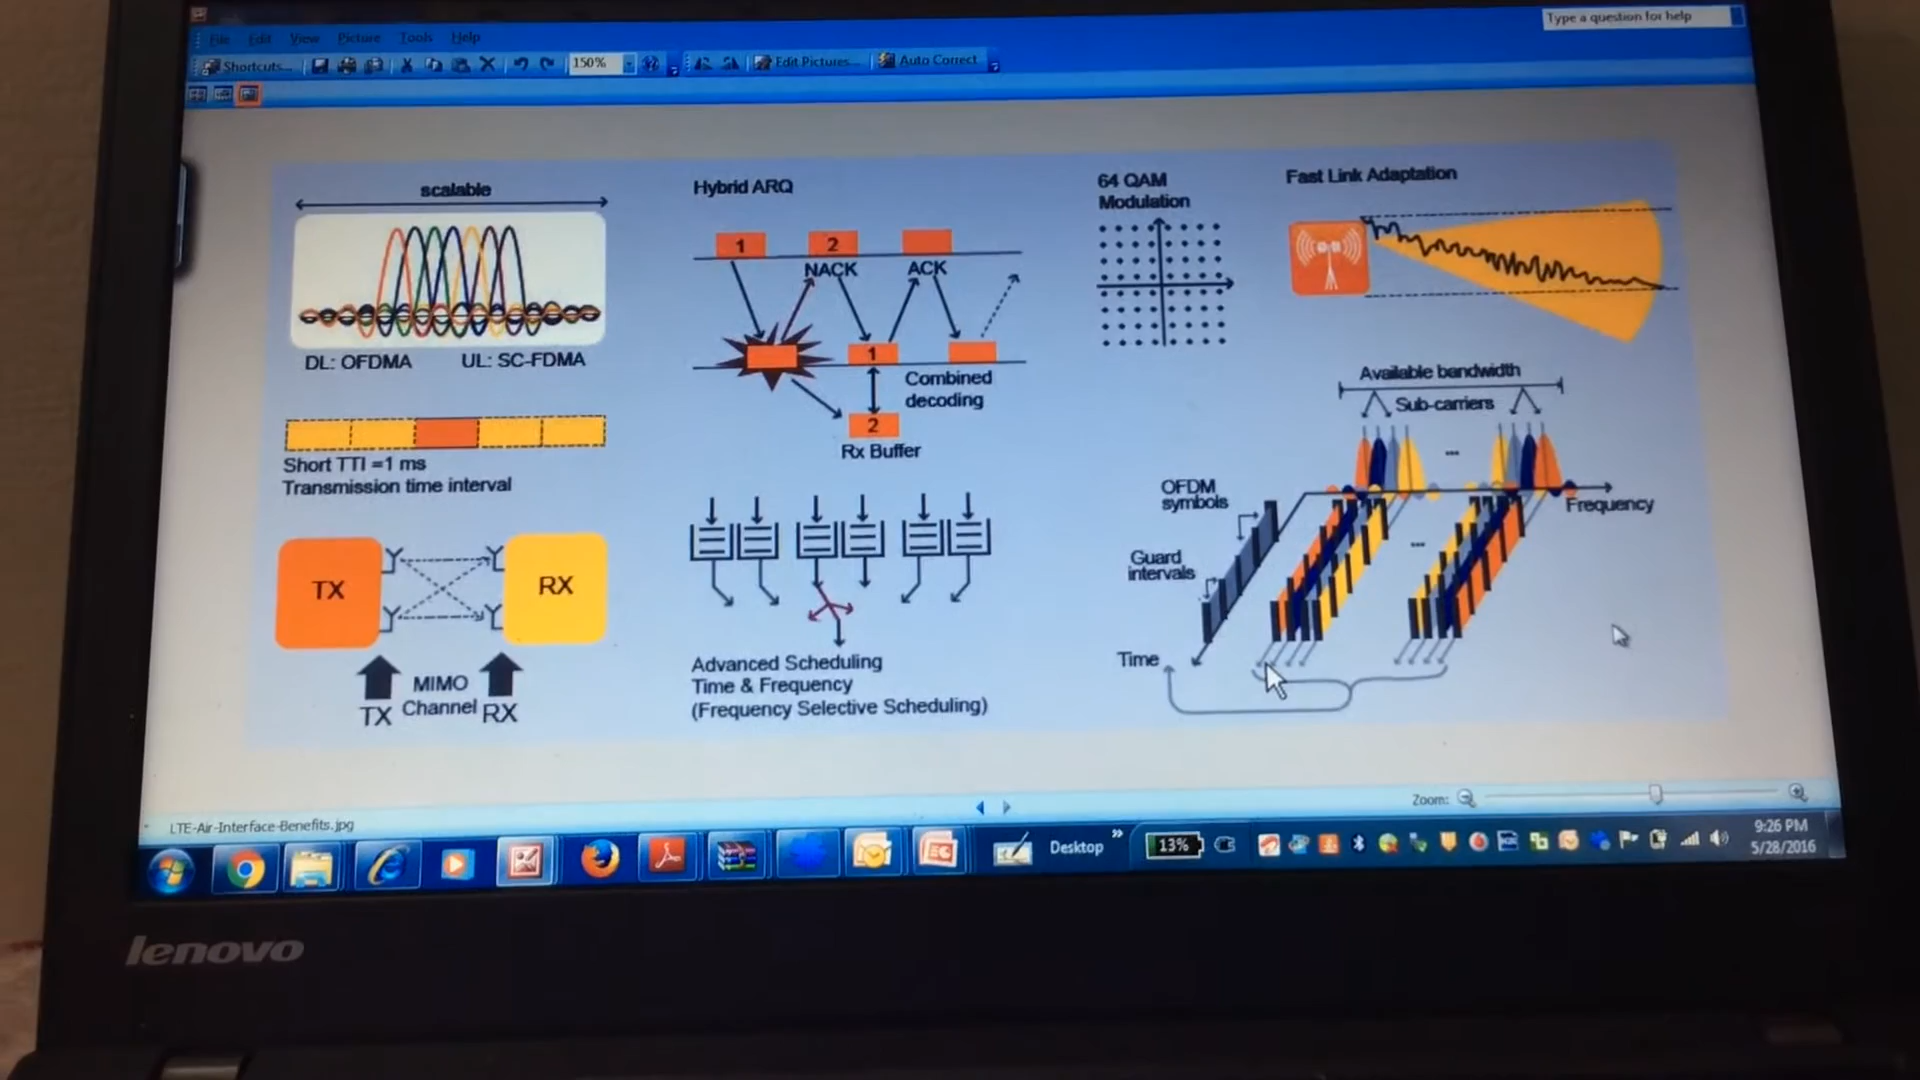 Type a question for help
File Edit View Picture Tools Help
Shortcuts... 150% Edit Pictures... Auto Correct
scalable
DL: OFDMA UL: SC-FDMA
Short TTI =1 ms
Transmission time interval
TX RX
MIMO
Channel
TX RX
Hybrid ARQ
1 2
NACK ACK
1
Combined
decoding
2
Rx Buffer
Advanced Scheduling
Time & Frequency
(Frequency Selective Scheduling)
64 QAM
Modulation
Fast Link Adaptation
Available bandwidth
Sub-carriers
...
OFDM
symbols
Frequency
Guard
intervals
...
Time
Zoom:
LTE-Air-Interface-Benefits.jpg
Desktop
13%
9:26 PM
5/28/2016
lenovo